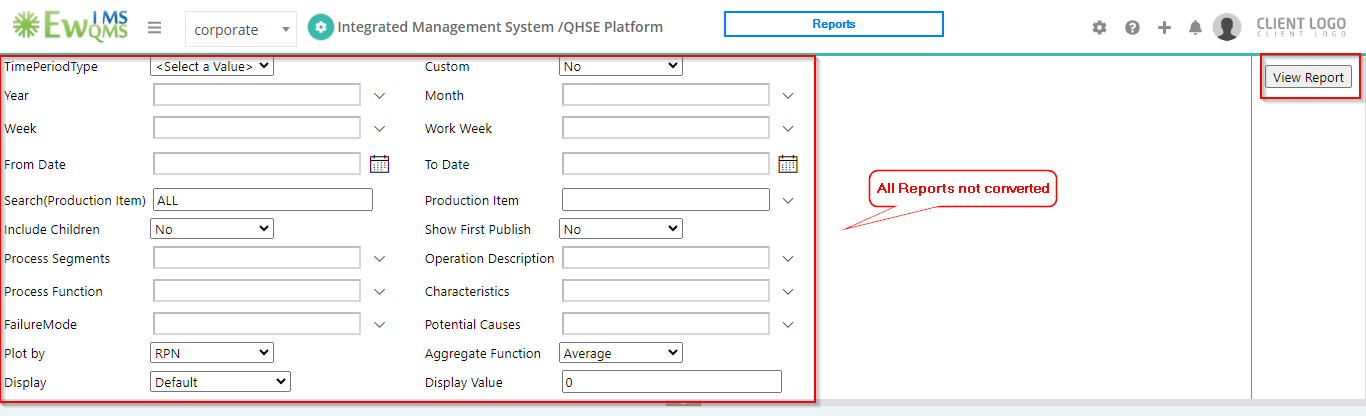 EwQMS IMS
corporate
Integrated Management System /QHSE Platform
Reports
CLIENT LOGO
CLIENT LOGO
TimePeriodType <Select a Value> Custom No
View Report
Year Month
Week Work Week
From Date To Date
All Reports not converted
Search(Production Item) ALL Production Item
Include Children No Show First Publish No
Process Segments Operation Description
Process Function Characteristics
FailureMode Potential Causes
Plot by RPN Aggregate Function Average
Display Default Display Value 0